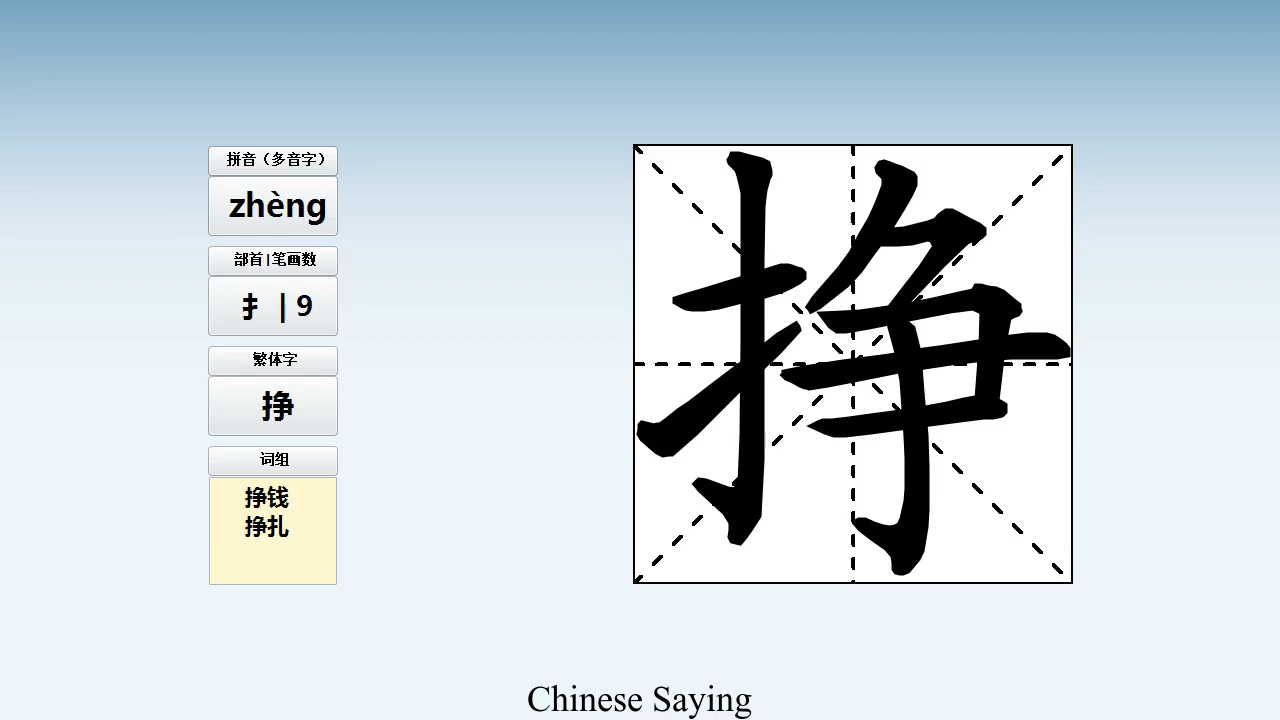 拼音（多音字）
zhèng
部首|笔画数
扌 | 9
繁体字
挣
词组
挣钱
挣扎
挣
Chinese Saying